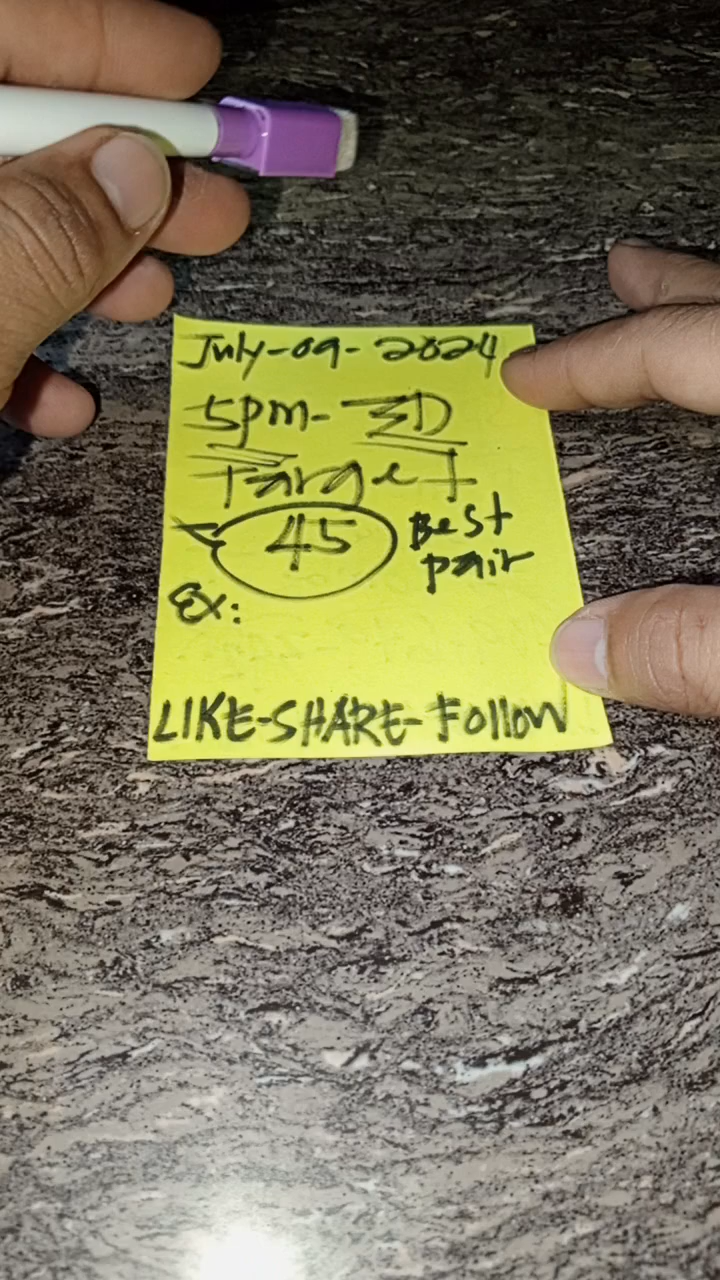 July-09-2024
5pm-3D
Target
45 Best pair
Ex:
LIKE-SHARE-Follow